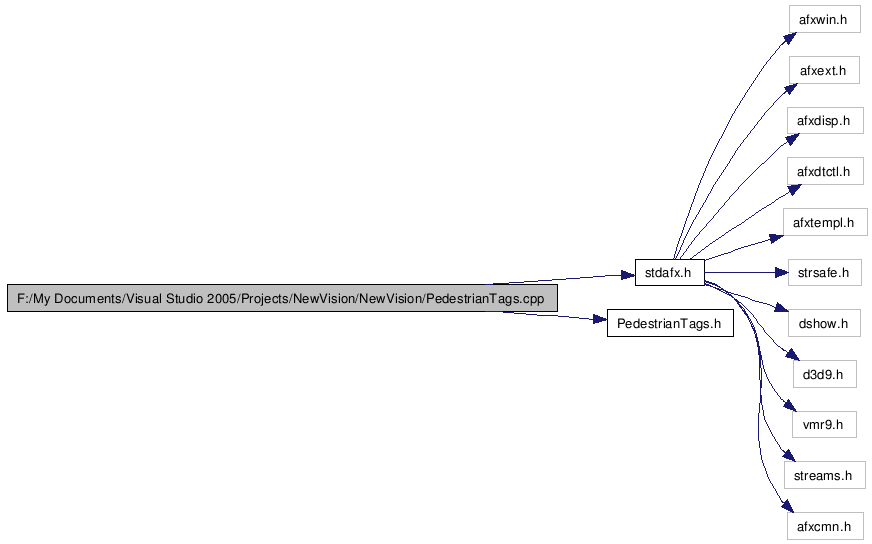 afxwin.h
afxext.h
afxdisp.h
afxdtctl.h
afxtempl.h
stdafx.h
strsafe.h
F:/My Documents/Visual Studio 2005/Projects/NewVision/NewVision/PedestrianTags.cpp
PedestrianTags.h
dshow.h
d3d9.h
vmr9.h
streams.h
afxcmn.h